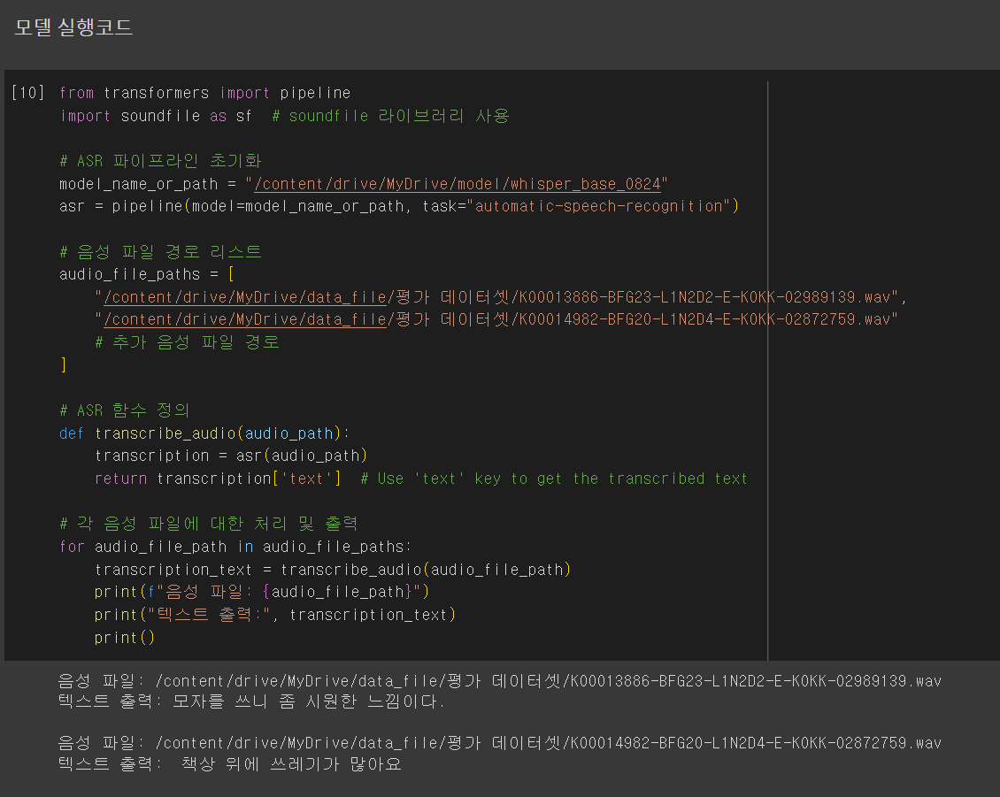 모델 실행코드
[10] from transformers import pipeline
import soundfile as sf  # soundfile 라이브러리 사용
# ASR 파이프라인 초기화
model_name_or_path = "/content/drive/MyDrive/model/whisper_base_0824"
asr = pipeline(model=model_name_or_path, task="automatic-speech-recognition")
# 음성 파일 경로 리스트
audio_file_paths = [
    "/content/drive/MyDrive/data_file/평가 데이터셋/K00013886-BFG23-L1N2D2-E-K0KK-02989139.wav",
    "/content/drive/MyDrive/data_file/평가 데이터셋/K00014982-BFG20-L1N2D4-E-K0KK-02872759.wav"
    # 추가 음성 파일 경로
]
# ASR 함수 정의
def transcribe_audio(audio_path):
    transcription = asr(audio_path)
    return transcription['text']  # Use 'text' key to get the transcribed text
# 각 음성 파일에 대한 처리 및 출력
for audio_file_path in audio_file_paths:
    transcription_text = transcribe_audio(audio_file_path)
    print(f"음성 파일: {audio_file_path}")
    print("텍스트 출력:", transcription_text)
    print()
음성 파일: /content/drive/MyDrive/data_file/평가 데이터셋/K00013886-BFG23-L1N2D2-E-K0KK-02989139.wav
텍스트 출력: 모자를 쓰니 좀 시원한 느낌이다.
음성 파일: /content/drive/MyDrive/data_file/평가 데이터셋/K00014982-BFG20-L1N2D4-E-K0KK-02872759.wav
텍스트 출력:  책상 위에 쓰레기가 많아요